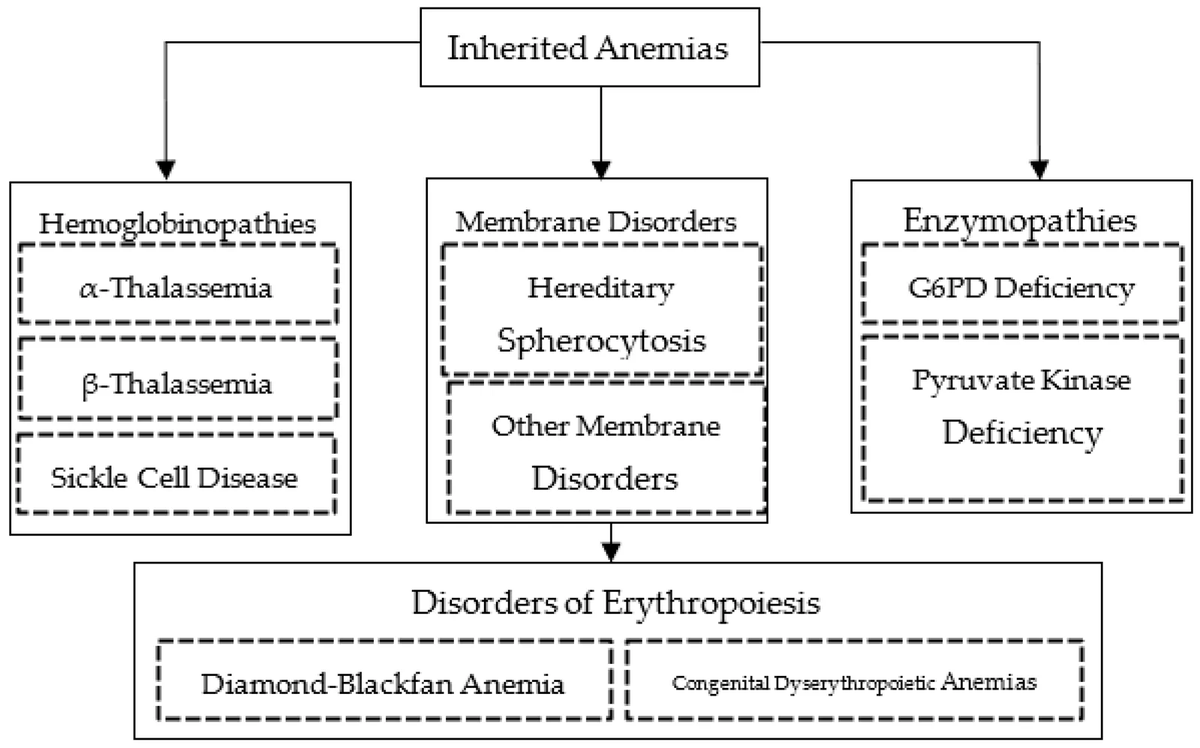 Inherited Anemias
Hemoglobinopathies
α-Thalassemia
β-Thalassemia
Sickle Cell Disease
Membrane Disorders
Hereditary
Spherocytosis
Other Membrane
Disorders
Enzymopathies
G6PD Deficiency
Pyruvate Kinase
Deficiency
Disorders of Erythropoiesis
Diamond-Blackfan Anemia
Congenital Dyserythropoietic Anemias